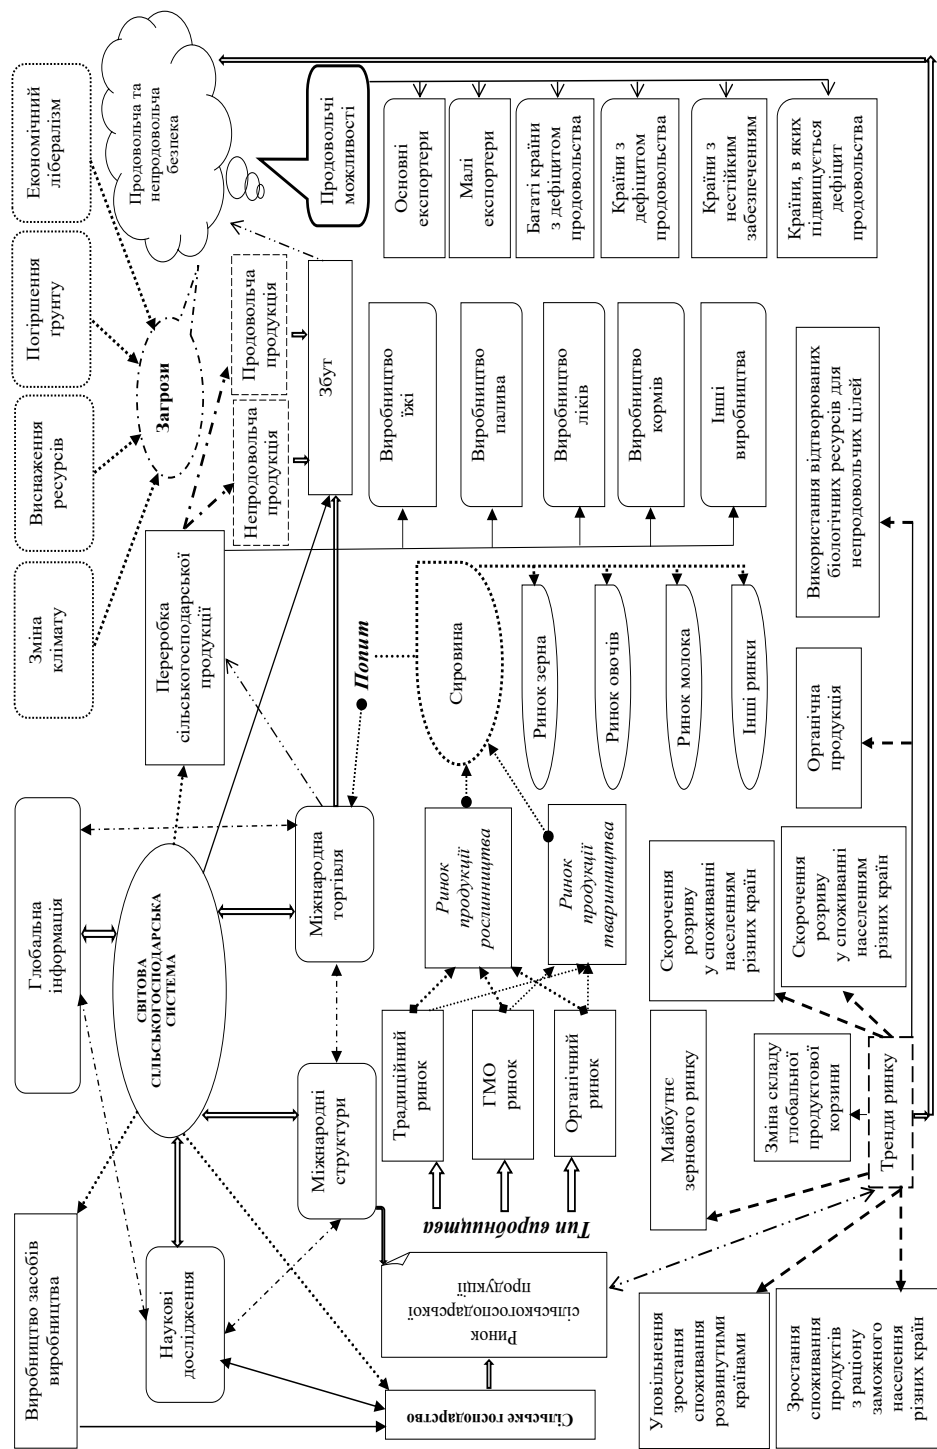 Виробництво засобів
виробництва
Глобальна
інформація
Зміна
клімату
Виснаження
ресурсів
Погіршення
ґрунту
Економічний
лібералізм
Наукові
дослідження
СВІТОВА
СІЛЬСЬКОГОСПОДАРСЬКА
СИСТЕМА
Переробка
сільськогосподарської
продукції
Загрози
Продовольча та
непродовольча
безпека
Непродовольча
продукція
Продовольча
продукція
Міжнародні
структури
Міжнародна
торгівля
Збут
Продовольчі
можливості
Попит
Сільське господарство
Ринок
сільськогосподарської
продукції
Тип виробництва
Традиційний
ринок
ГМО
ринок
Органічний
ринок
Ринок
продукції
рослинництва
Ринок
продукції
тваринництва
Сировина
Ринок зерна
Ринок овочів
Ринок молока
Інші ринки
Виробництво
їжі
Виробництво
палива
Виробництво
ліків
Виробництво
кормів
Інші
виробництва
Основні
експортери
Малі
експортери
Багаті країни
з дефіцитом
продовольства
Країни з
дефіцитом
продовольства
Країни з
нестійким
забезпеченням
Країни, в яких
підвищується
дефіцит
продовольства
Уповільнення
зростання
споживання
розвинутими
країнами
Майбутнє
зернового ринку
Скорочення
розриву
у споживанні
населенням
різних країн
Зміна складу
глобальної
продуктової
корзини
Скорочення
розриву
у споживанні
населенням
різних країн
Органічна
продукція
Використання відтворюваних
біологічних ресурсів для
непродовольчих цілей
Зростання
споживання
продуктів
з раціону
заможного
населення
різних країн
Тренди ринку